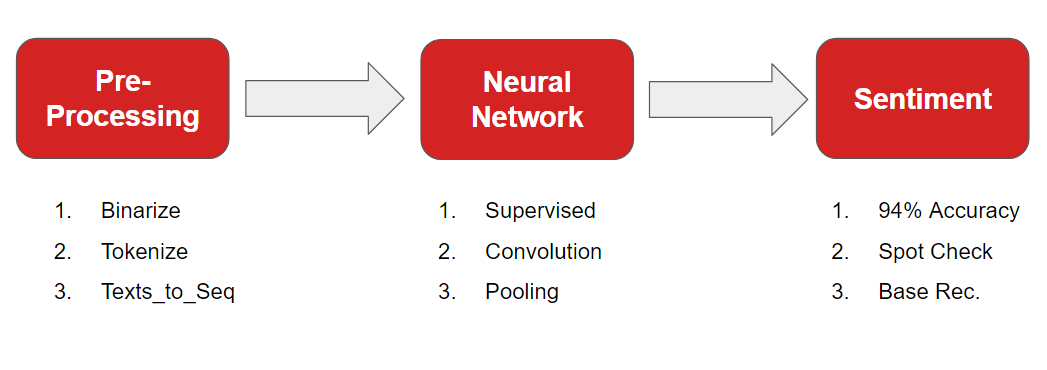 Pre-
Processing
Neural
Network
Sentiment
1. Binarize
2. Tokenize
3. Texts_to_Seq
1. Supervised
2. Convolution
3. Pooling
1. 94% Accuracy
2. Spot Check
3. Base Rec.